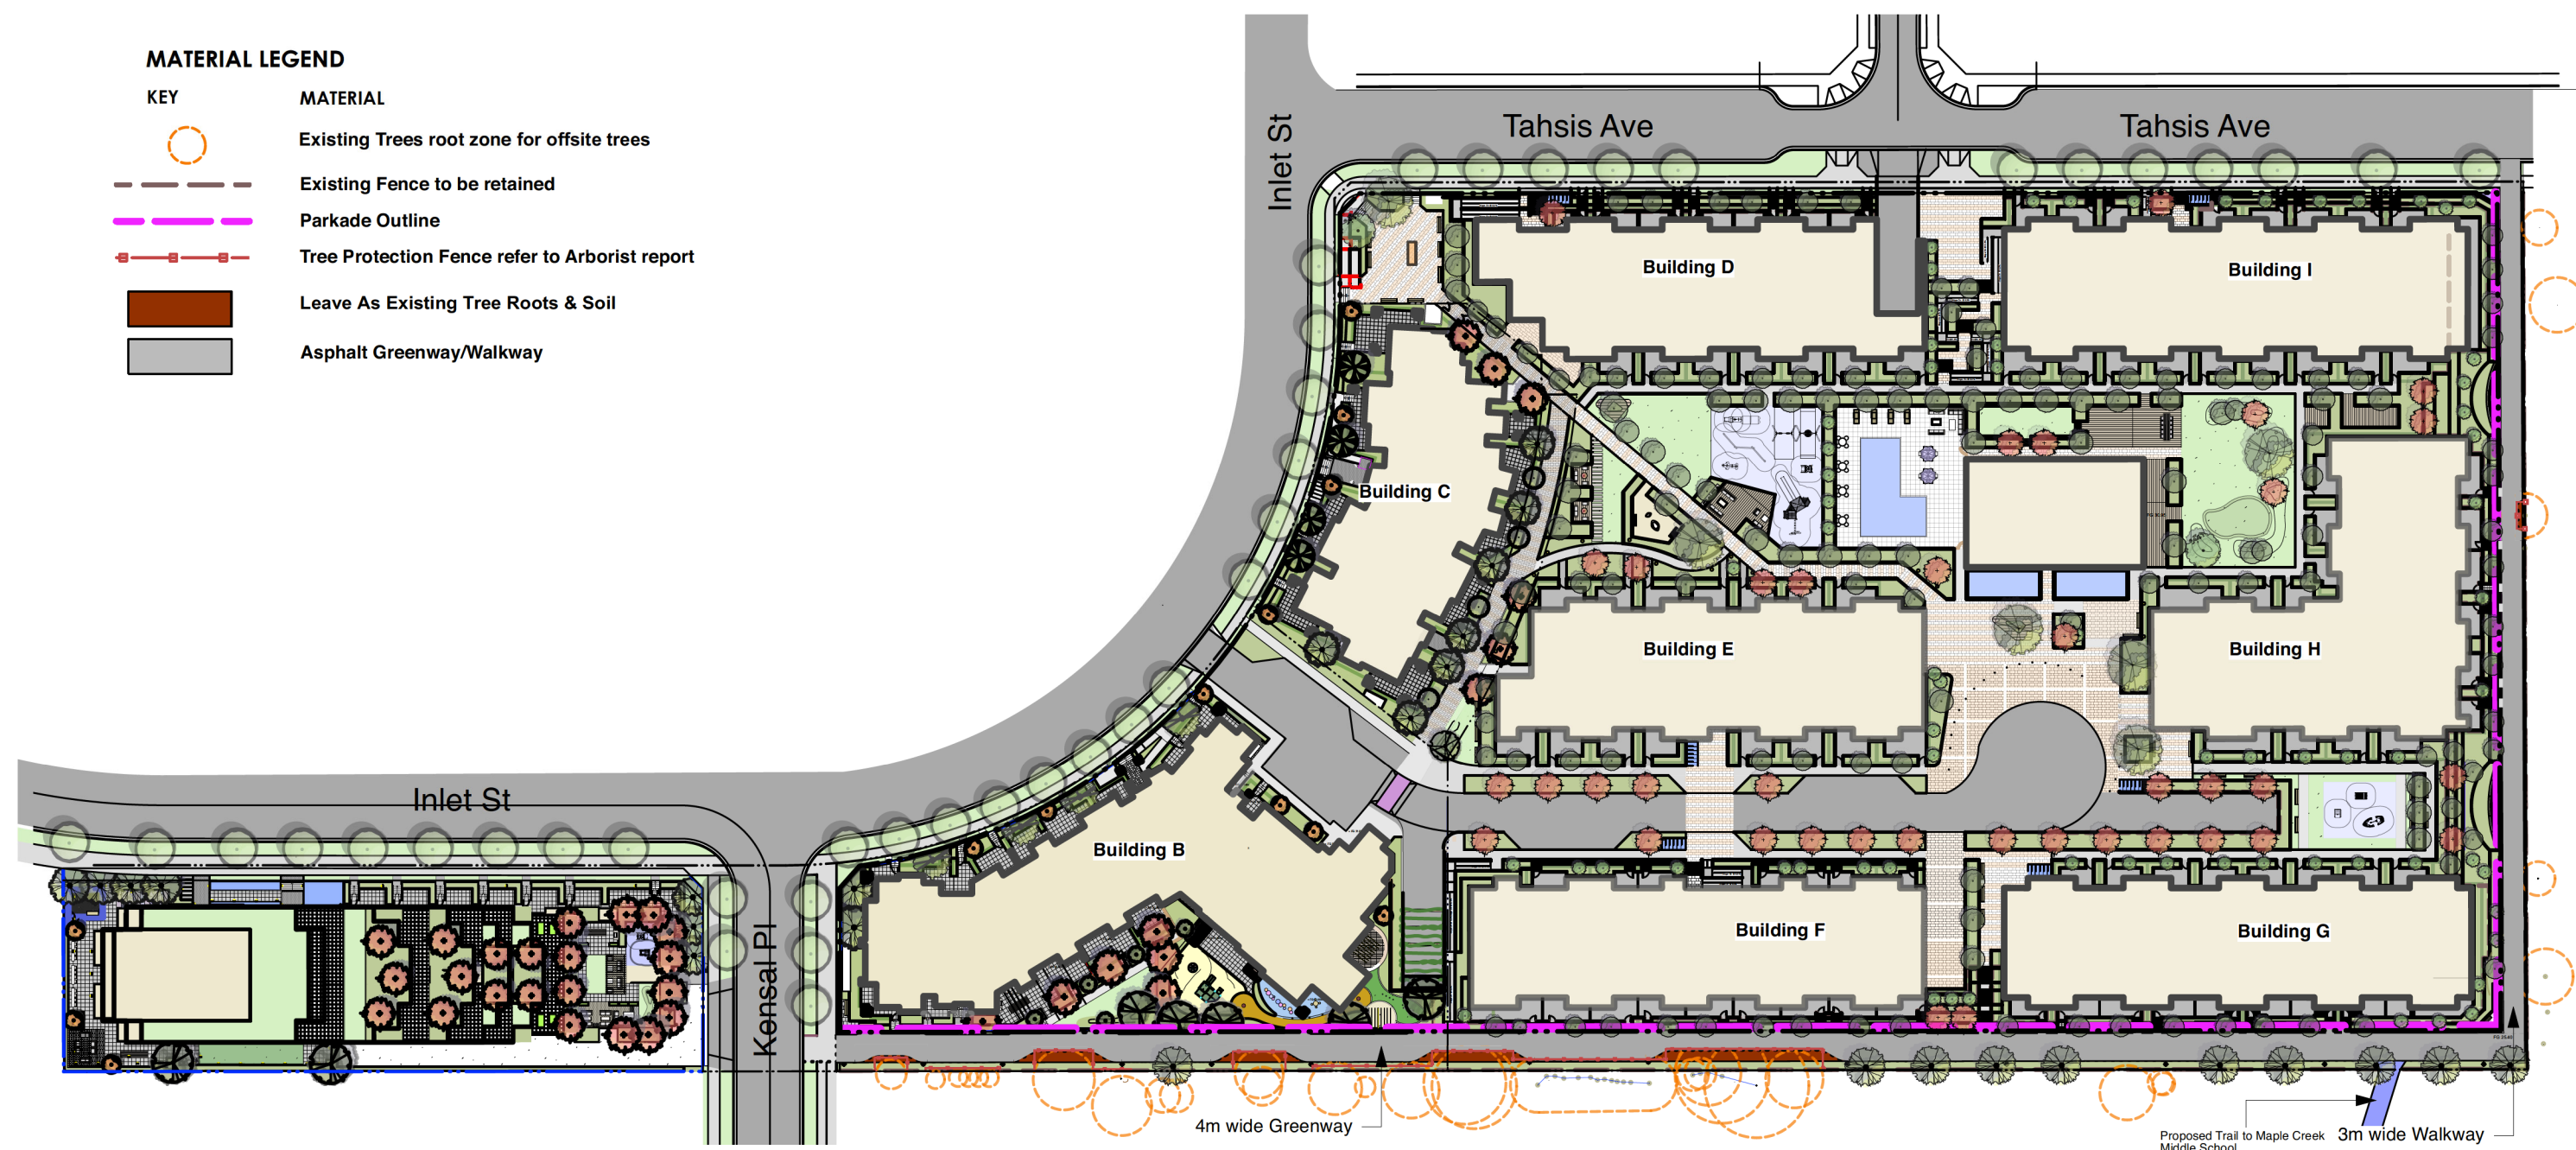 MATERIAL LEGEND
KEY
MATERIAL
Existing Trees root zone for offsite trees
Existing Fence to be retained
Parkade Outline
Tree Protection Fence refer to Arborist report
Leave As Existing Tree Roots & Soil
Asphalt Greenway/Walkway
Inlet St
Tahsis Ave
Tahsis Ave
Building D
Building I
Building C
Building E
Building H
Inlet St
Building B
Building F
Building G
Kensal Pl
4m wide Greenway
Proposed Trail to Maple Creek
Middle School
3m wide Walkway